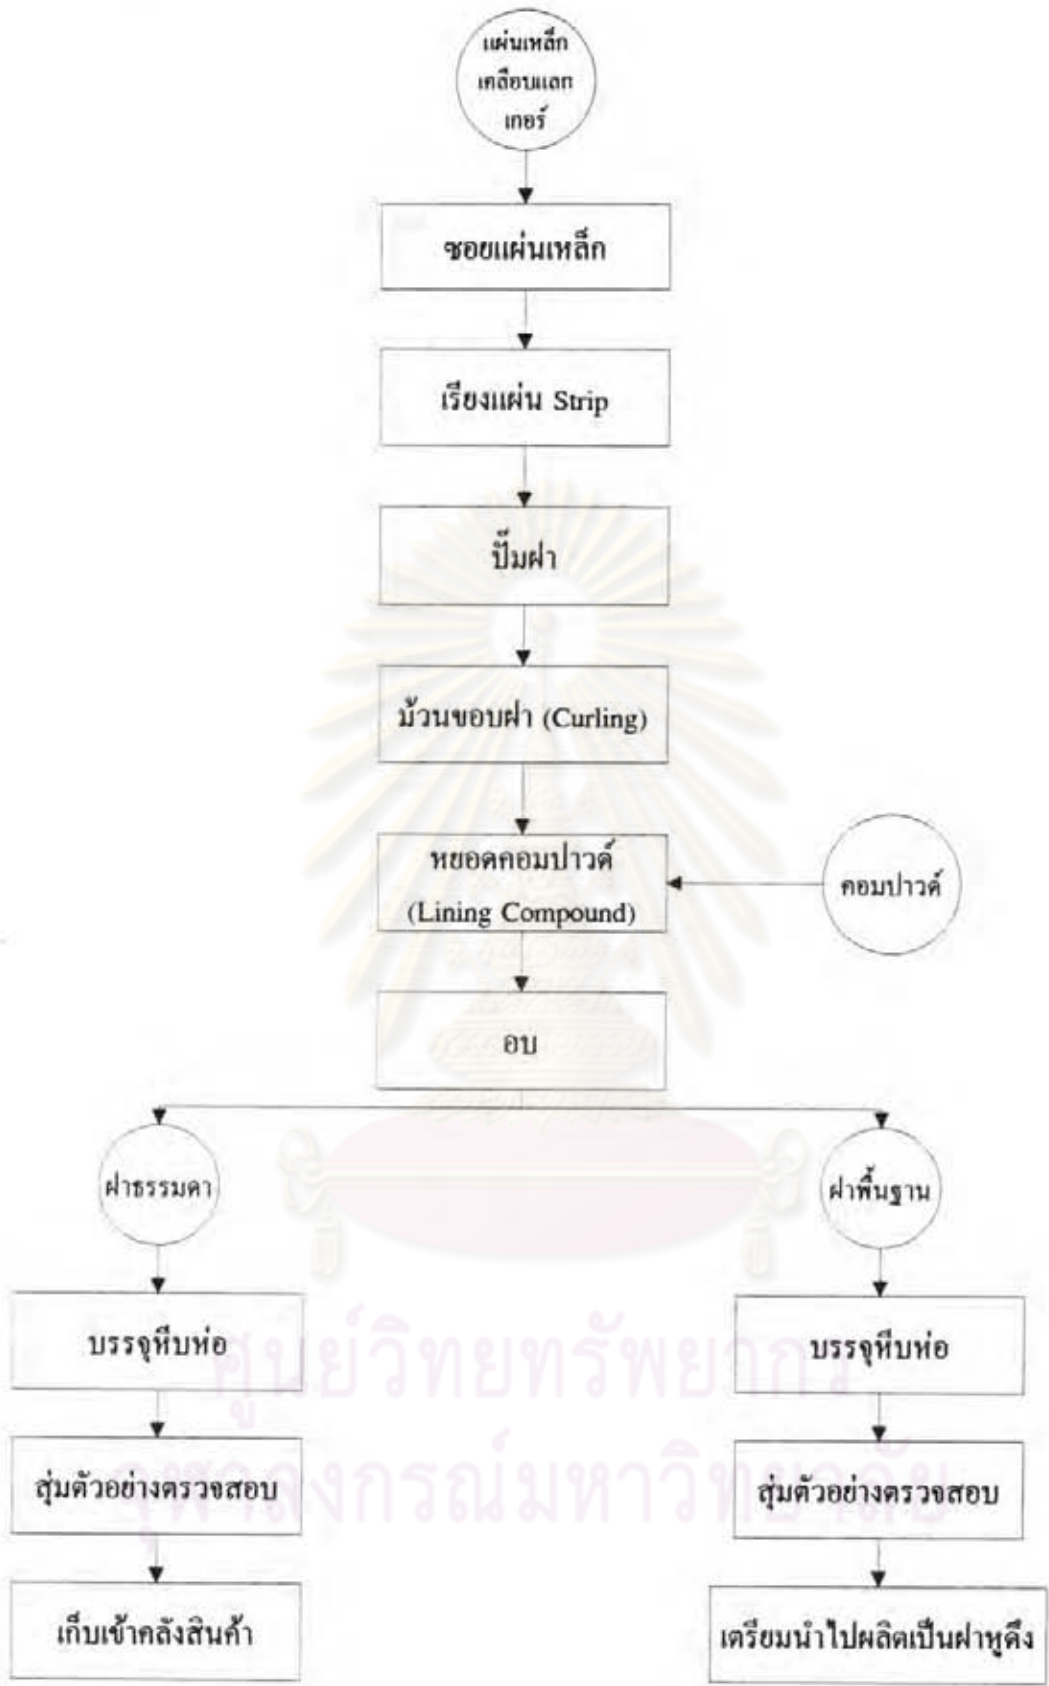 แผ่นเหล็ก
เคลือบแลก
เกอร์
ซอยแผ่นเหล็ก
เรียงแผ่น Strip
ปั๊มฝา
ม้วนขอบฝา (Curling)
หยอดคอมปาวด์
(Lining Compound)
คอมปาวด์
อบ
ฝาธรรมดา
ฝาพื้นฐาน
บรรจุหีบห่อ
บรรจุหีบห่อ
ศูนย์วิทยทรัพยากร
จุฬาลงกรณ์มหาวิทยาลัย
สุ่มตัวอย่างตรวจสอบ
สุ่มตัวอย่างตรวจสอบ
เก็บเข้าคลังสินค้า
เตรียมนำไปผลิตเป็นฝาหูดึง